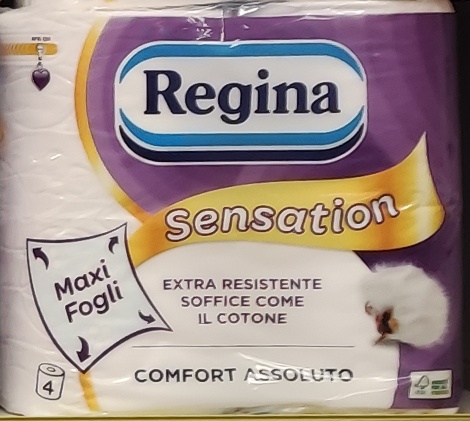 Regina
Sensation
Maxi
Fogli
EXTRA RESISTENTE
SOFFICE COME
IL COTONE
COMFORT ASSOLUTO
4